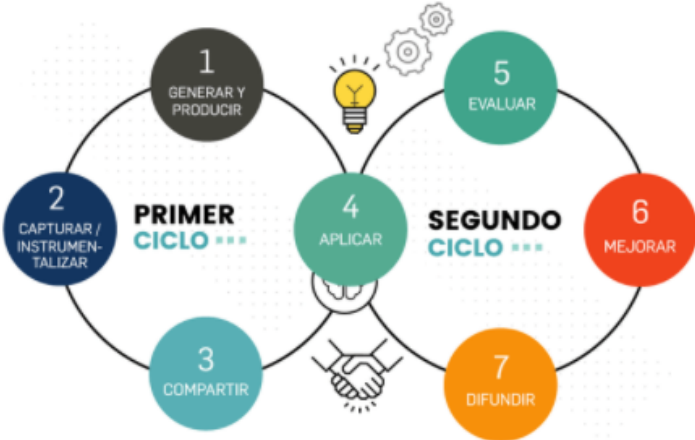 1
GENERAR Y
PRODUCIR
2
CAPTURAR /
INSTRUMEN-
TALIZAR
PRIMER
CICLO
3
COMPARTIR
4
APLICAR
5
EVALUAR
SEGUNDO
CICLO
6
MEJORAR
7
DIFUNDIR